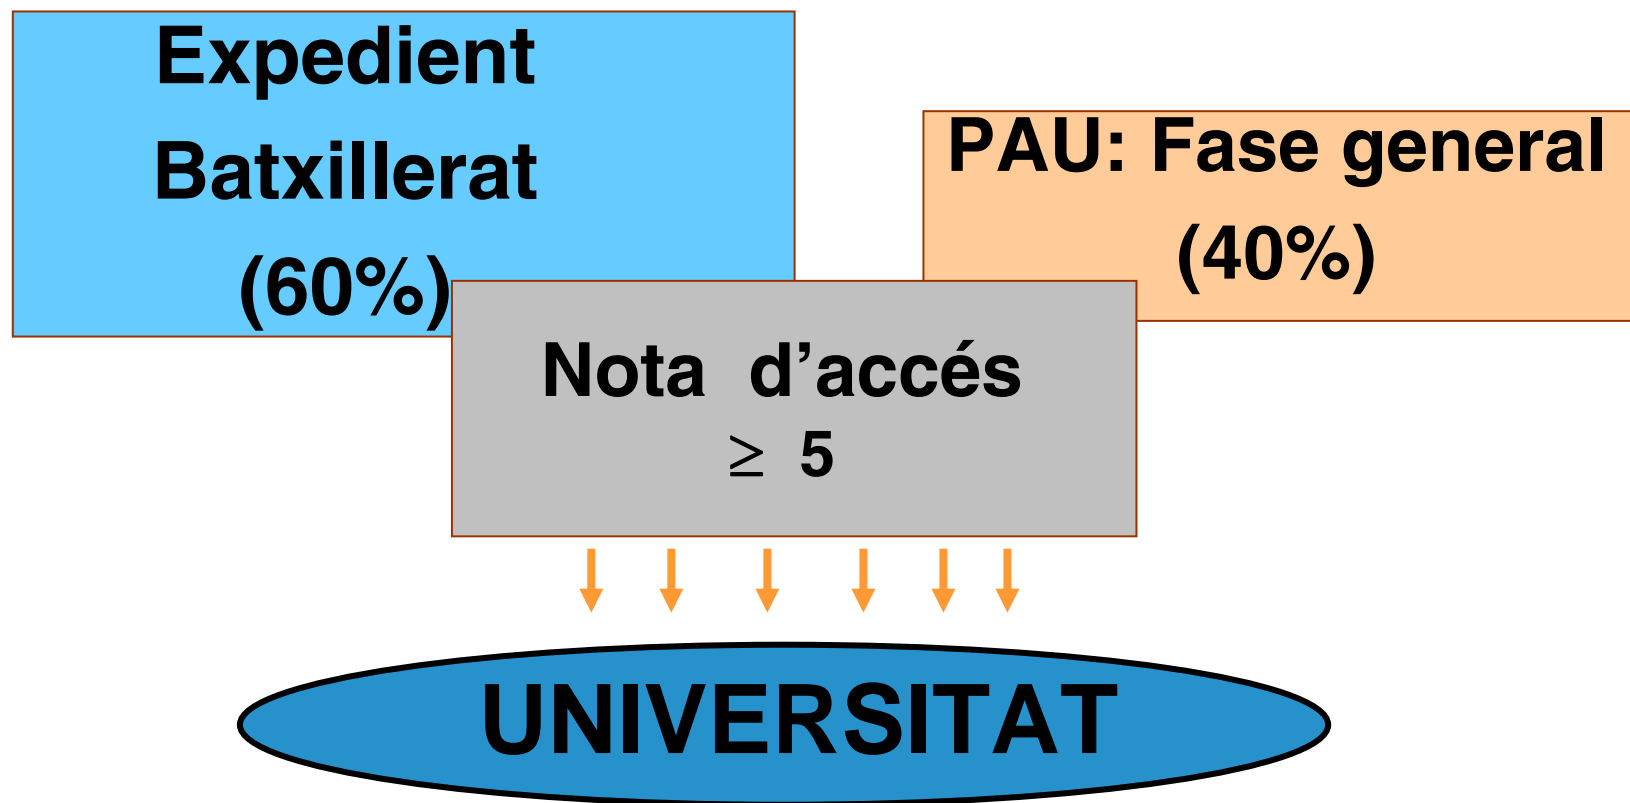 Expedient
Batxillerat
(60%)
PAU: Fase general
(40%)
Nota d’accés
≥ 5
UNIVERSITAT